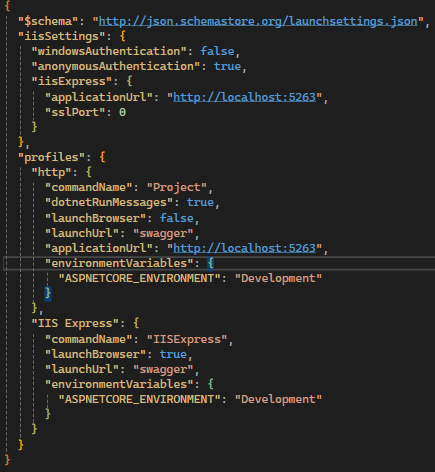 {
"$schema": "http://json.schemastore.org/launchsettings.json",
"iisSettings": {
"windowsAuthentication": false,
"anonymousAuthentication": true,
"iisExpress": {
"applicationUrl": "http://localhost:5263",
"sslPort": 0
}
},
"profiles": {
"http": {
"commandName": "Project",
"dotnetRunMessages": true,
"launchBrowser": false,
"launchUrl": "swagger",
"applicationUrl": "http://localhost:5263",
"environmentVariables": {
"ASPNETCORE_ENVIRONMENT": "Development"
}
},
"IIS Express": {
"commandName": "IISExpress",
"launchBrowser": true,
"launchUrl": "swagger",
"environmentVariables": {
"ASPNETCORE_ENVIRONMENT": "Development"
}
}
}
}